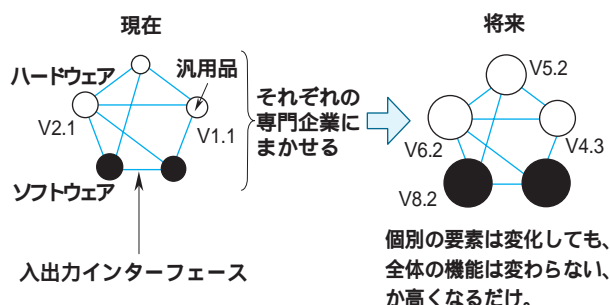 現在
将来
ハードウェア
汎用品
V2.1
V1.1
ソフトウェア
入出力インターフェース
それぞれの
専門企業に
まかせる
V5.2
V6.2
V4.3
V8.2
個別の要素は変化しても、
全体の機能は変わらない、
か高くなるだけ。